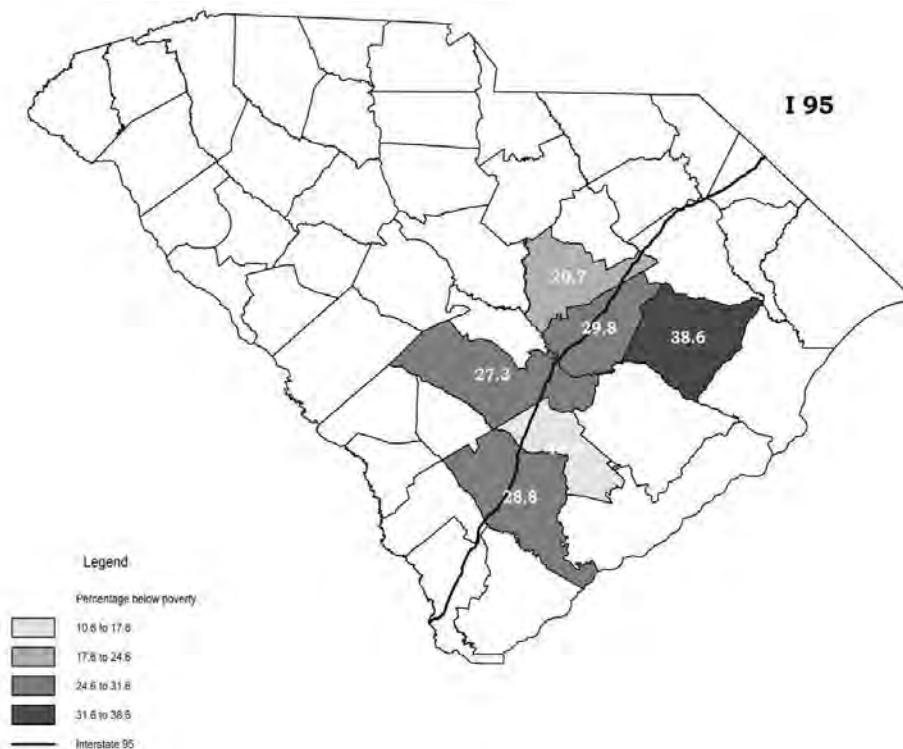 I 95
20.7
29.8
38.6
27.3
28.8
Legend
Percentage below poverty
10.6 to 17.6
17.6 to 24.6
24.6 to 31.6
31.6 to 38.6
Interstate 95